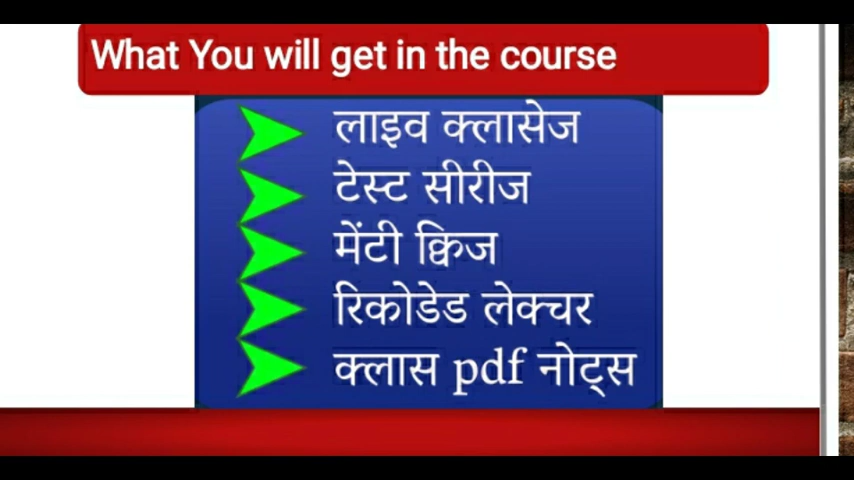 What You will get in the course
लाइव क्लासेज
टेस्ट सीरीज
मेंटी क्विज
रिकोडेड लेक्चर
क्लास pdf नोट्स